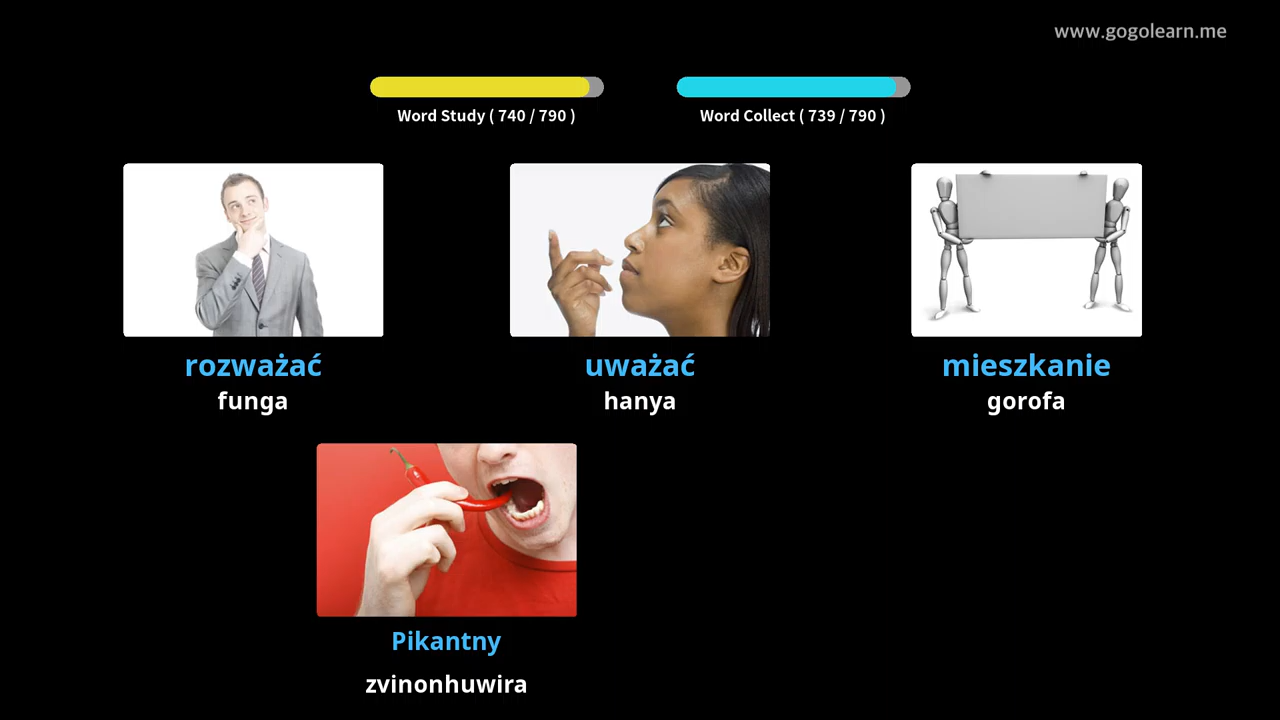 www.gogolearn.me
Word Study ( 740 / 790 )
Word Collect ( 739 / 790 )
rozważać
funga
uważać
hanya
mieszkanie
gorofa
Pikantny
zvinonhuwira